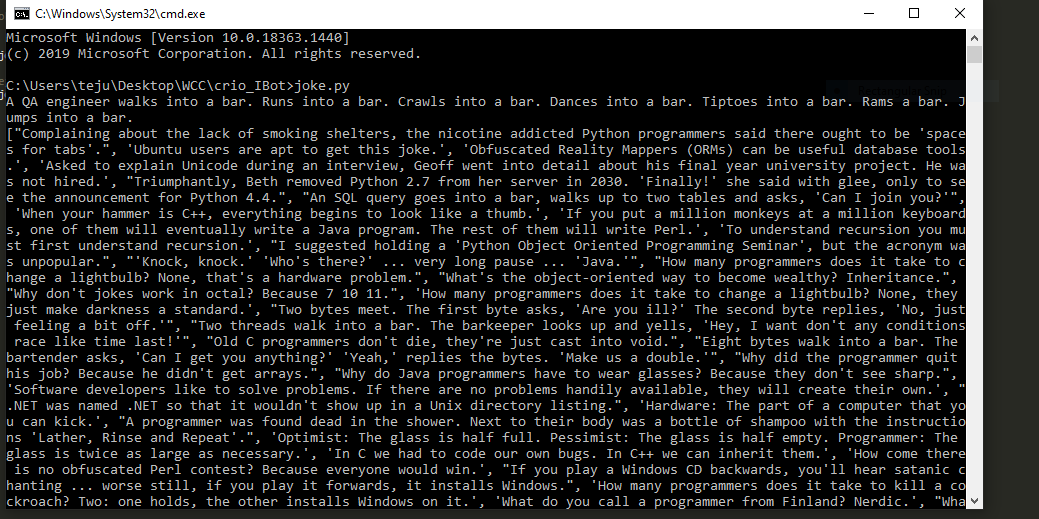 C:\Windows\System32\cmd.exe
Microsoft Windows [Version 10.0.18363.1440]
(c) 2019 Microsoft Corporation. All rights reserved.
C:\Users\teju\Desktop\WCC\crio_IBot>joke.py
A QA engineer walks into a bar. Runs into a bar. Crawls into a bar. Dances into a bar. Tiptoes into a bar. Rams a bar. J
umps into a bar.
["Complaining about the lack of smoking shelters, the nicotine addicted Python programmers said there ought to be 'space
s for tabs'.", 'Ubuntu users are apt to get this joke.', 'Obfuscated Reality Mappers (ORMs) can be useful database tools
.', 'Asked to explain Unicode during an interview, Geoff went into detail about his final year university project. He wa
s not hired.', "Triumphantly, Beth removed Python 2.7 from her server in 2030. 'Finally!' she said with glee, only to se
e the announcement for Python 4.4.", "An SQL query goes into a bar, walks up to two tables and asks, 'Can I join you?'",
'When your hammer is C++, everything begins to look like a thumb.', 'If you put a million monkeys at a million keyboard
s, one of them will eventually write a Java program. The rest of them will write Perl.', 'To understand recursion you mu
st first understand recursion.', "I suggested holding a 'Python Object Oriented Programming Seminar', but the acronym wa
s unpopular.", "'Knock, knock.' 'Who's there?' ... very long pause ... 'Java.'", "How many programmers does it take to c
hange a lightbulb? None, that's a hardware problem.", "What's the object-oriented way to become wealthy? Inheritance.",
"Why don't jokes work in octal? Because 7 10 11.", 'How many programmers does it take to change a lightbulb? None, they
just make darkness a standard.', "Two bytes meet. The first byte asks, 'Are you ill?' The second byte replies, 'No, just
feeling a bit off.'", "Two threads walk into a bar. The barkeeper looks up and yells, 'Hey, I want don't any conditions
race like time last!'", "Old C programmers don't die, they're just cast into void.", "Eight bytes walk into a bar. The
bartender asks, 'Can I get you anything?' 'Yeah,' replies the bytes. 'Make us a double.'", "Why did the programmer quit
his job? Because he didn't get arrays.", "Why do Java programmers have to wear glasses? Because they don't see sharp.",
'Software developers like to solve problems. If there are no problems handily available, they will create their own.', "
.NET was named .NET so that it wouldn't show up in a Unix directory listing.", 'Hardware: The part of a computer that yo
u can kick.', "A programmer was found dead in the shower. Next to their body was a bottle of shampoo with the instructio
ns 'Lather, Rinse and Repeat'.", 'Optimist: The glass is half full. Pessimist: The glass is half empty. Programmer: The
glass is twice as large as necessary.', 'In C we had to code our own bugs. In C++ we can inherit them.', 'How come there
is no obfuscated Perl contest? Because everyone would win.', "If you play a Windows CD backwards, you'll hear satanic c
hanting ... worse still, if you play it forwards, it installs Windows.", 'How many programmers does it take to kill a co
ckroach? Two: one holds, the other installs Windows on it.', 'What do you call a programmer from Finland? Nerdic.', "Wha